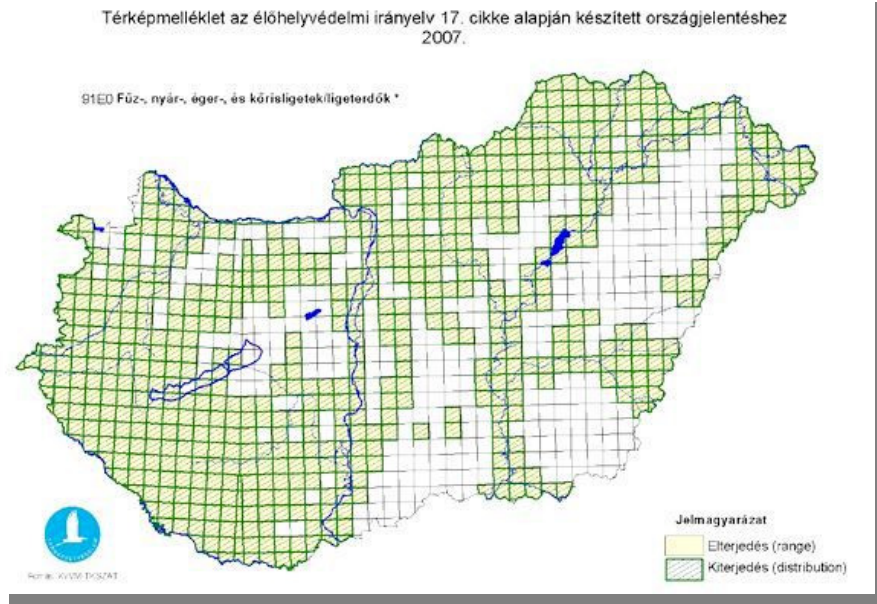 Térképmelléklet az élőhelyvédelmi irányelv 17. cikke alapján készített országjelentéshez
2007.
91E0 Fűz-, nyár-, éger-, és kőrisligetek/ligeterdők *
Jelmagyarázat
Elterjedés (range)
Kiterjedés (distribution)